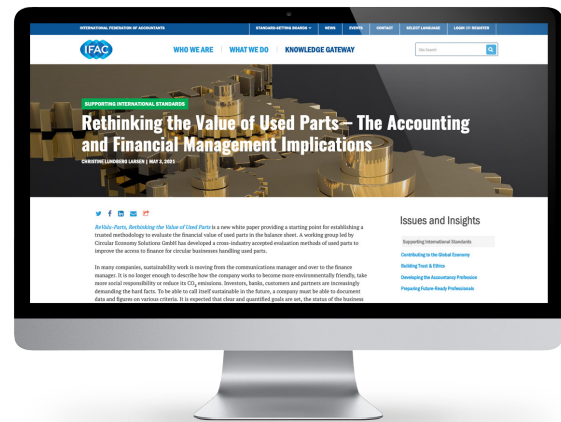 INTERNATIONAL FEDERATION OF ACCOUNTANTS
STANDARD-SETTING BOARDS
NEWS
EVENTS
CONTACT
SELECT LANGUAGE
LOGIN OR REGISTER
IFAC
WHO WE ARE
WHAT WE DO
KNOWLEDGE GATEWAY
Site Search
SUPPORTING INTERNATIONAL STANDARDS
Rethinking the Value of Used Parts – The Accounting
and Financial Management Implications
CHRISTINE LUNDBERG LARSEN | MAY 3, 2021
ReValu-Parts, Rethinking the Value of Used Parts is a new white paper providing a starting point for establishing a
trusted methodology to evaluate the financial value of used parts in the balance sheet. A working group led by
Circular Economy Solutions GmbH has developed a cross-industry accepted evaluation methods of used parts to
improve the access to finance for circular businesses handling used parts.
In many companies, sustainability work is moving from the communications manager and over to the finance
manager. It is no longer enough to describe how the company works to become more environmentally friendly, take
more social responsibility or reduce its CO₂ emissions. Investors, banks, customers and partners are increasingly
demanding the hard facts. To be able to call itself sustainable in the future, a company must be able to document
data and figures on various criteria. It is expected that clear and quantified goals are set, the status of the business
Issues and Insights
Supporting International Standards
Contributing to the Global Economy
Building Trust & Ethics
Developing the Accountancy Profession
Preparing Future-Ready Professionals